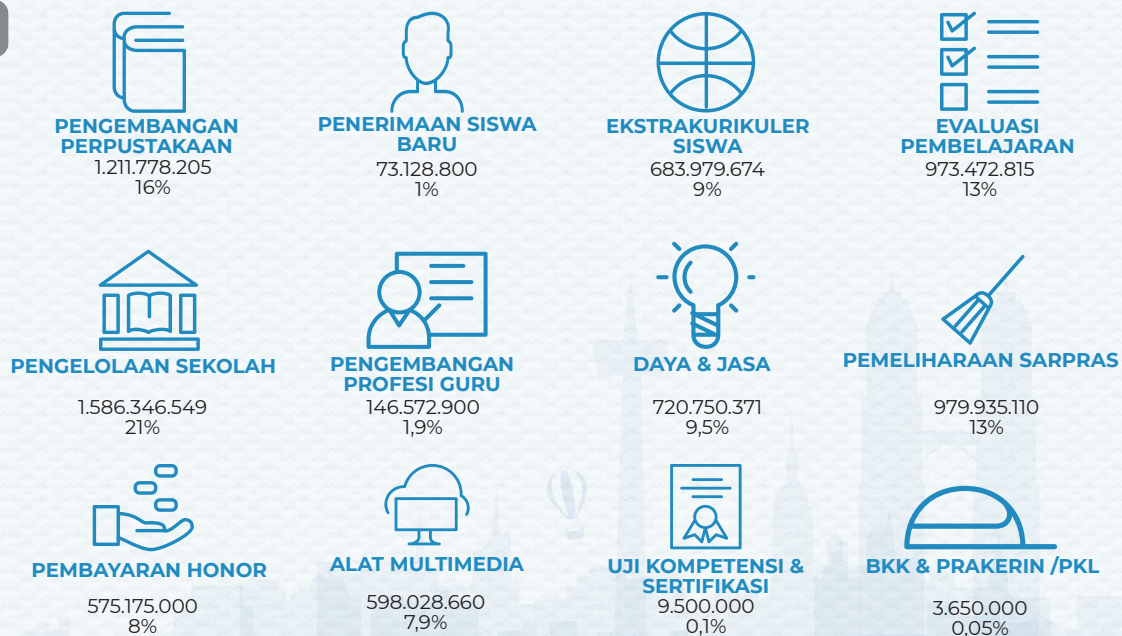 PENGEMBANGAN
PERPUSTAKAAN
1.211.778.205
16%
PENERIMAAN SISWA
BARU
73.128.800
1%
EKSTRAKURIKULER
SISWA
683.979.674
9%
EVALUASI
PEMBELAJARAN
973.472.815
13%
PENGELOLAAN SEKOLAH
1.586.346.549
21%
PENGEMBANGAN
PROFESI GURU
146.572.900
1,9%
DAYA & JASA
720.750.371
9,5%
PEMELIHARAAN SARPRAS
979.935.110
13%
PEMBAYARAN HONOR
575.175.000
8%
ALAT MULTIMEDIA
598.028.660
7,9%
UJI KOMPETENSI &
SERTIFIKASI
9.500.000
0,1%
BKK & PRAKERIN /PKL
3.650.000
0,05%